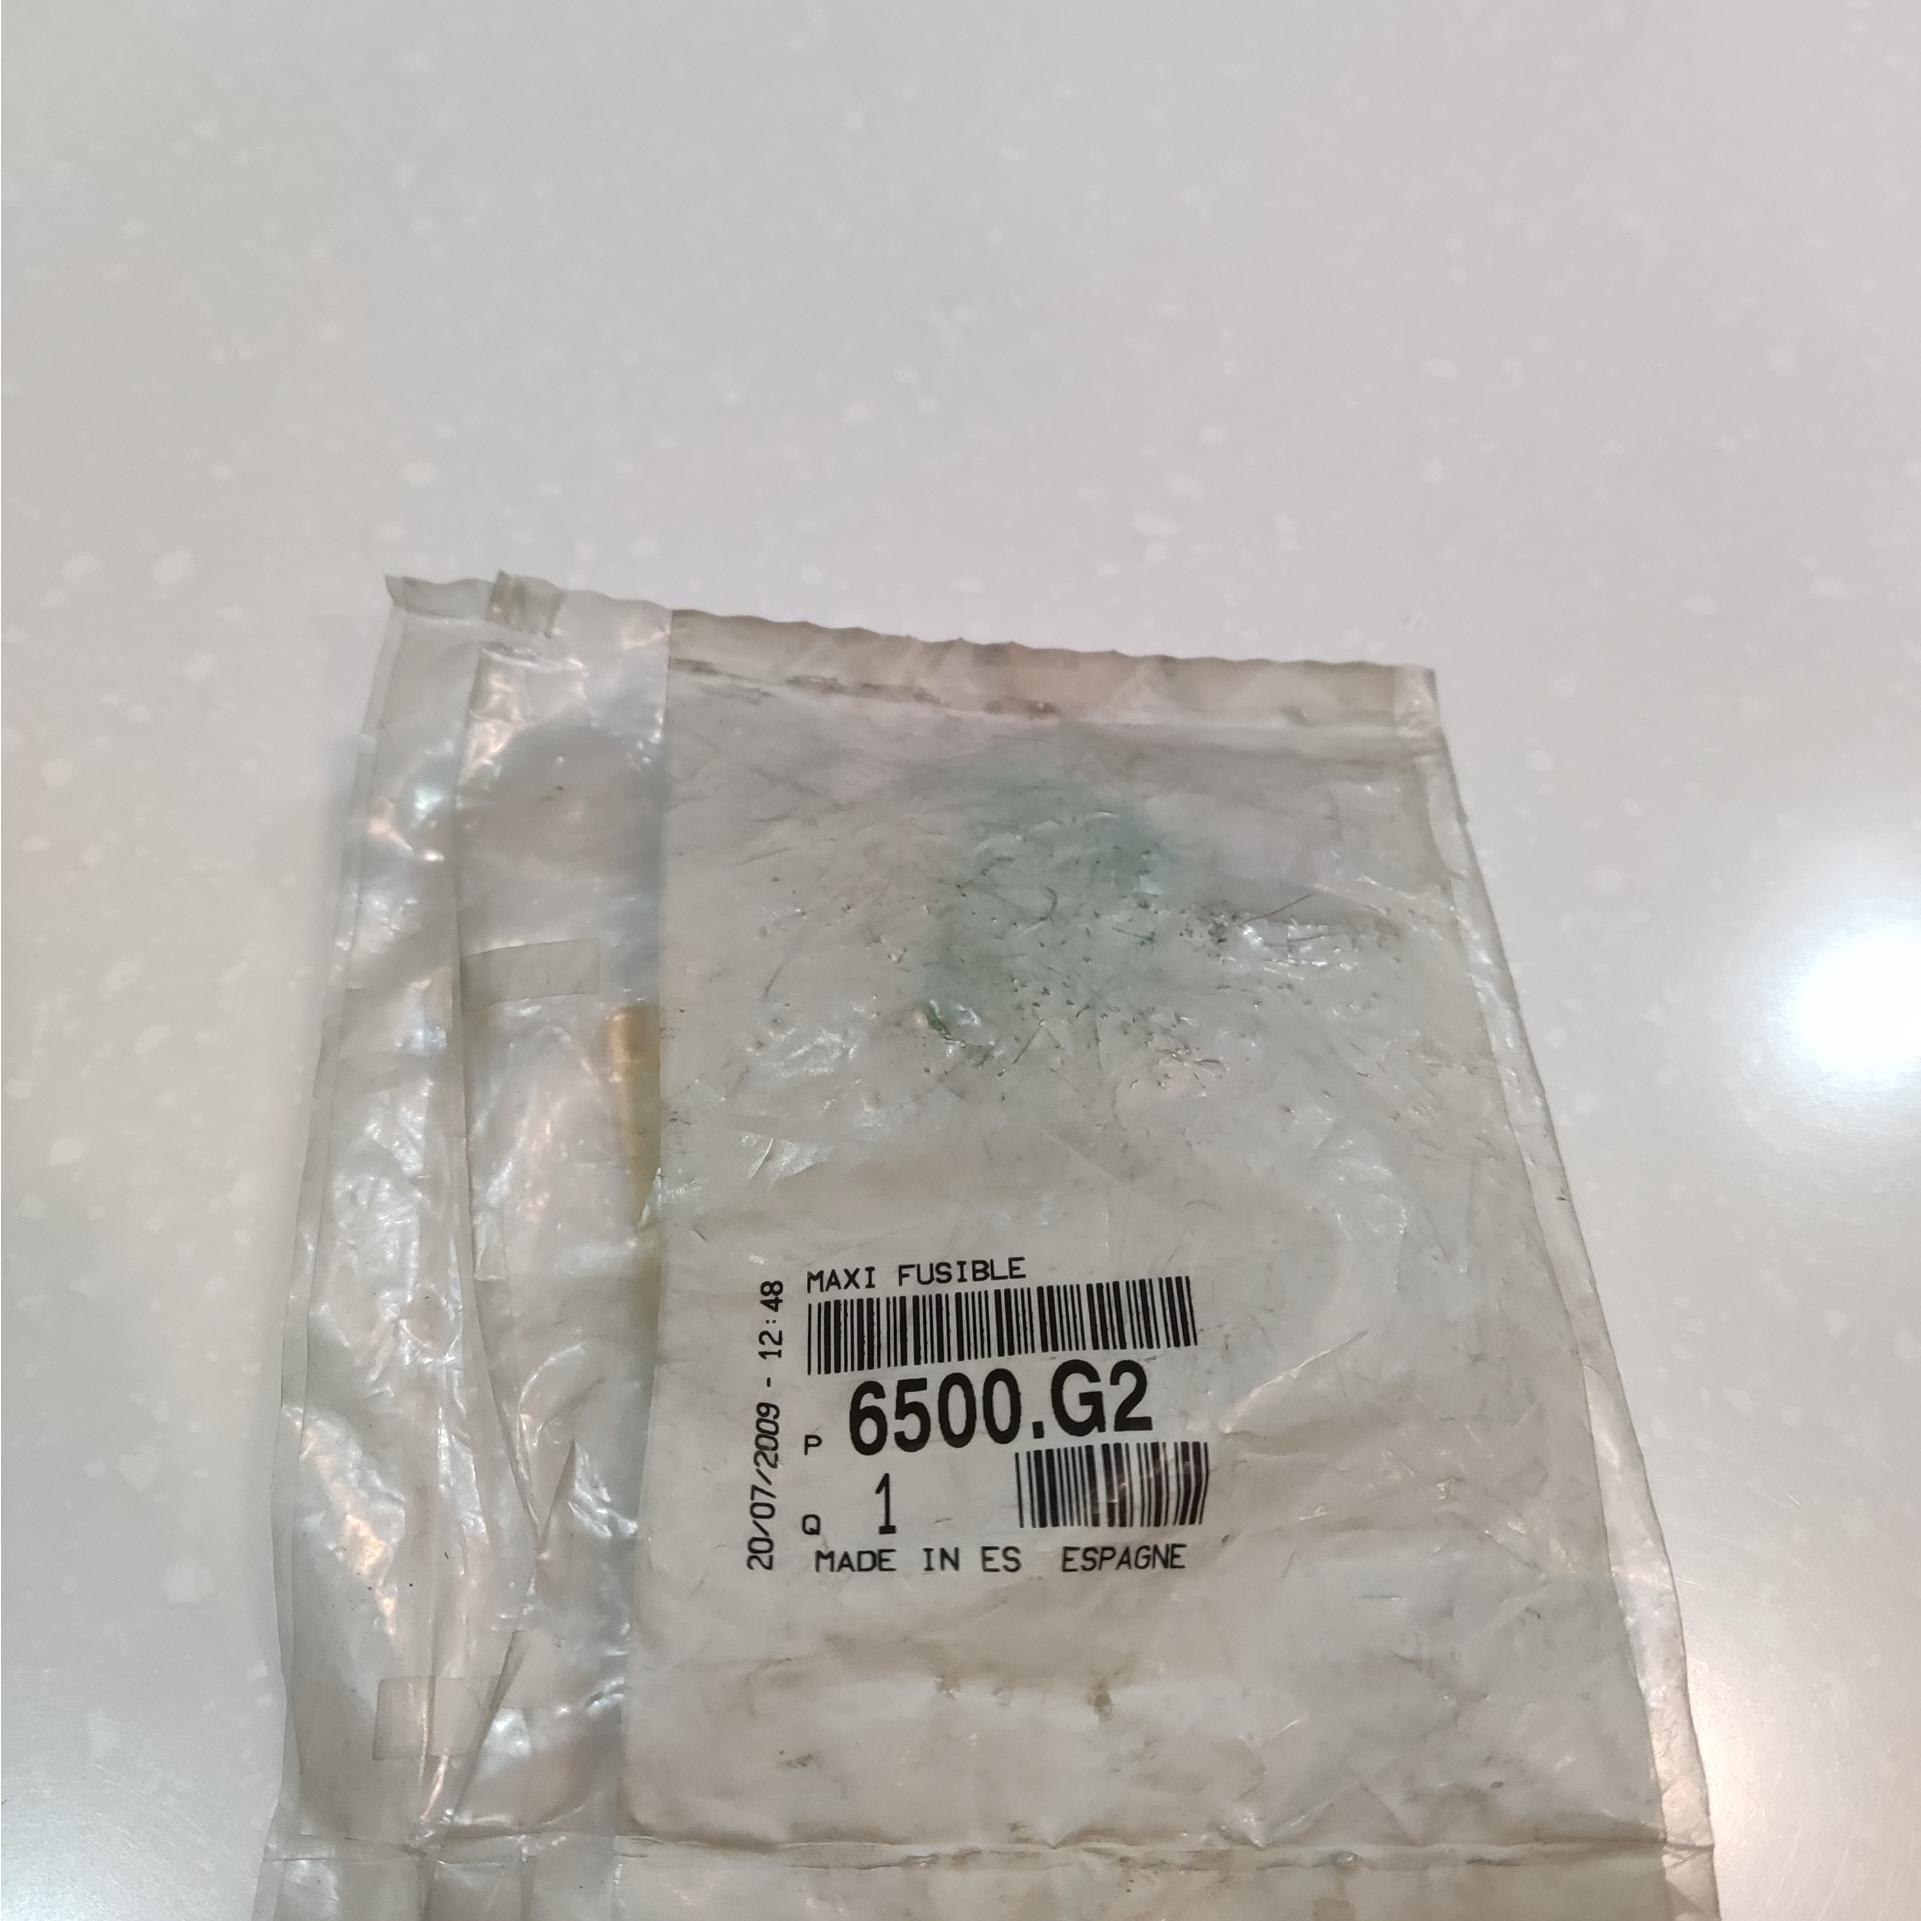 MAXI FUSIBLE
P 6500.G2
Q 1
MADE IN ES ESPAGNE
20/07/2009 - 12:48